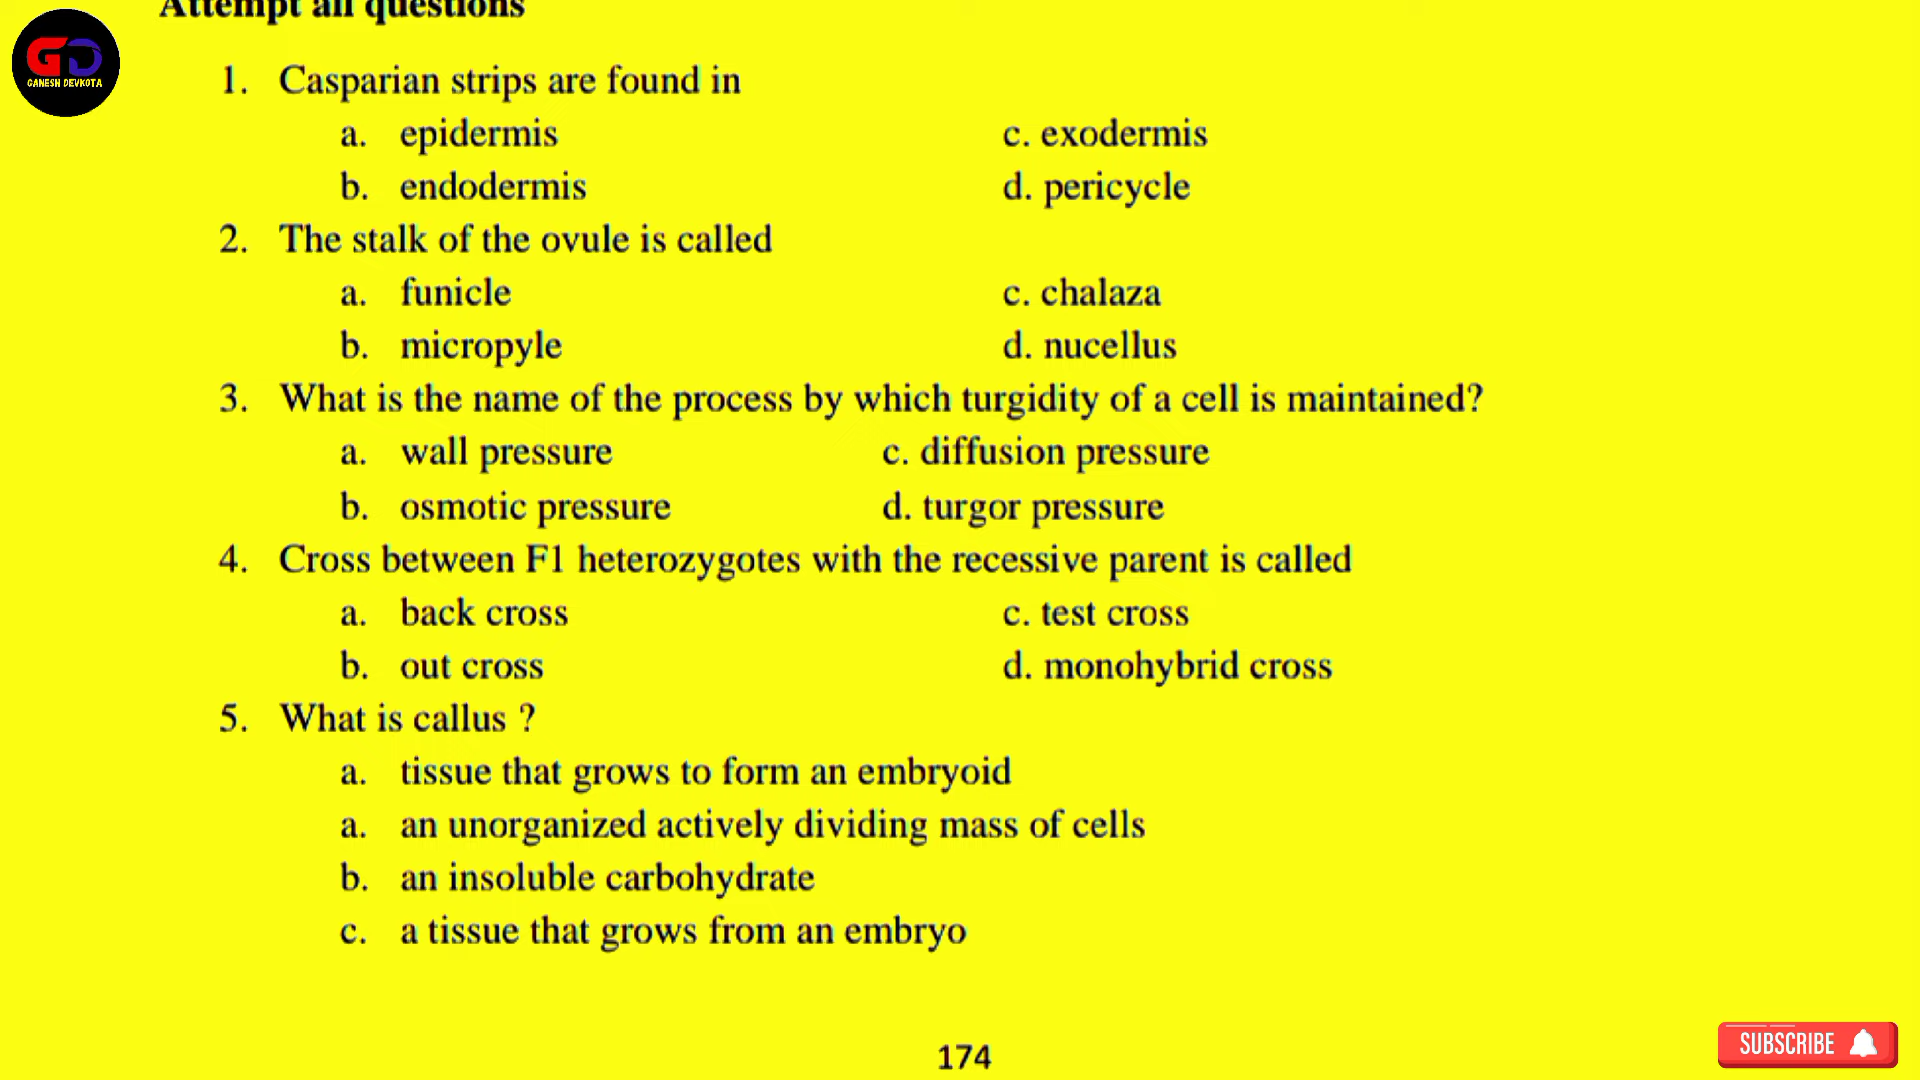 Attempt all questions
GD
GANESH DEVKOTA
1. Casparian strips are found in
a. epidermis c. exodermis
b. endodermis d. pericycle
2. The stalk of the ovule is called
a. funicle c. chalaza
b. micropyle d. nucellus
3. What is the name of the process by which turgidity of a cell is maintained?
a. wall pressure c. diffusion pressure
b. osmotic pressure d. turgor pressure
4. Cross between F1 heterozygotes with the recessive parent is called
a. back cross c. test cross
b. out cross d. monohybrid cross
5. What is callus ?
a. tissue that grows to form an embryoid
a. an unorganized actively dividing mass of cells
b. an insoluble carbohydrate
c. a tissue that grows from an embryo
SUBSCRIBE
174